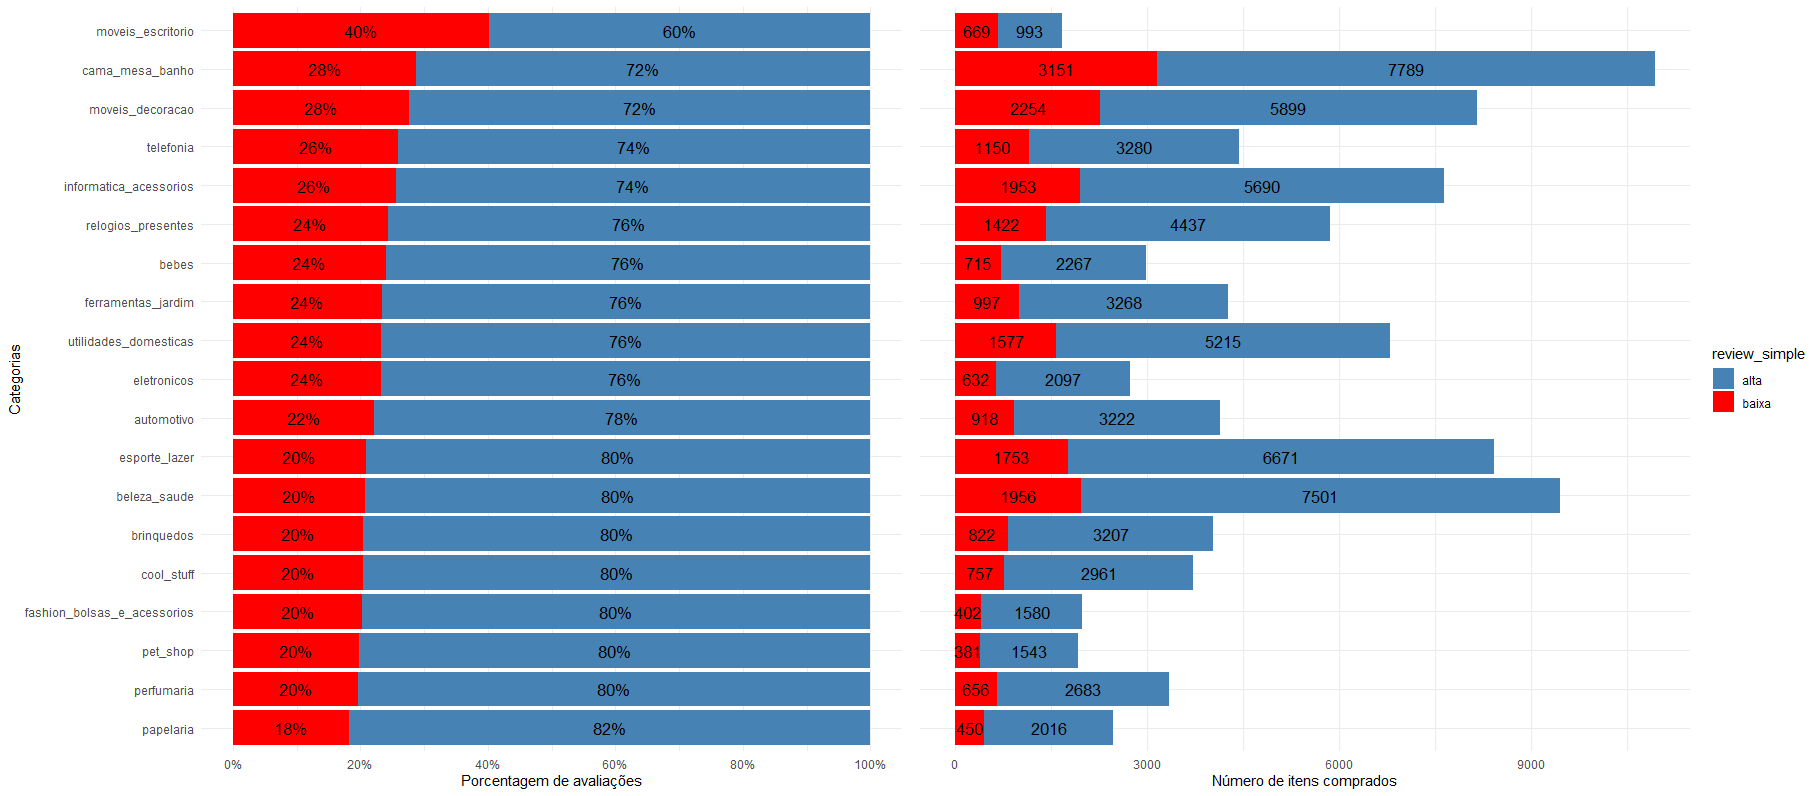 moveis_escritorio 40% 60% 669 993
cama_mesa_banho 28% 72% 3151 7789
moveis_decoracao 28% 72% 2254 5899
telefonia 26% 74% 1150 3280
informatica_acessorios 26% 74% 1953 5690
relogios_presentes 24% 76% 1422 4437
bebes 24% 76% 715 2267
ferramentas_jardim 24% 76% 997 3268
utilidades_domesticas 24% 76% 1577 5215
eletronicos 24% 76% 632 2097
automotivo 22% 78% 918 3222
esporte_lazer 20% 80% 1753 6671
beleza_saude 20% 80% 1956 7501
brinquedos 20% 80% 822 3207
cool_stuff 20% 80% 757 2961
fashion_bolsas_e_acessorios 20% 80% 402 1580
pet_shop 20% 80% 381 1543
perfumaria 20% 80% 656 2683
papelaria 18% 82% 450 2016
0% 20% 40% 60% 80% 100% 0 3000 6000 9000
Porcentagem de avaliações Número de itens comprados
Categorias
review_simple
alta
baixa